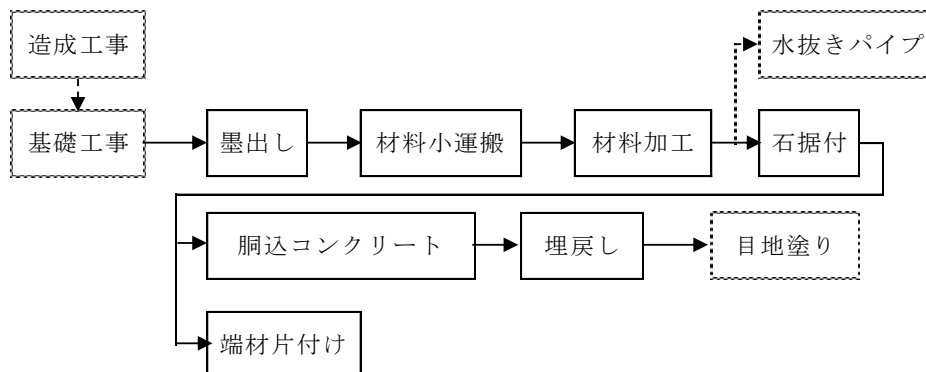 造成工事
水抜きパイプ
基礎工事
墨出し
材料小運搬
材料加工
石据付
胴込コンクリート
埋戻し
目地塗り
端材片付け